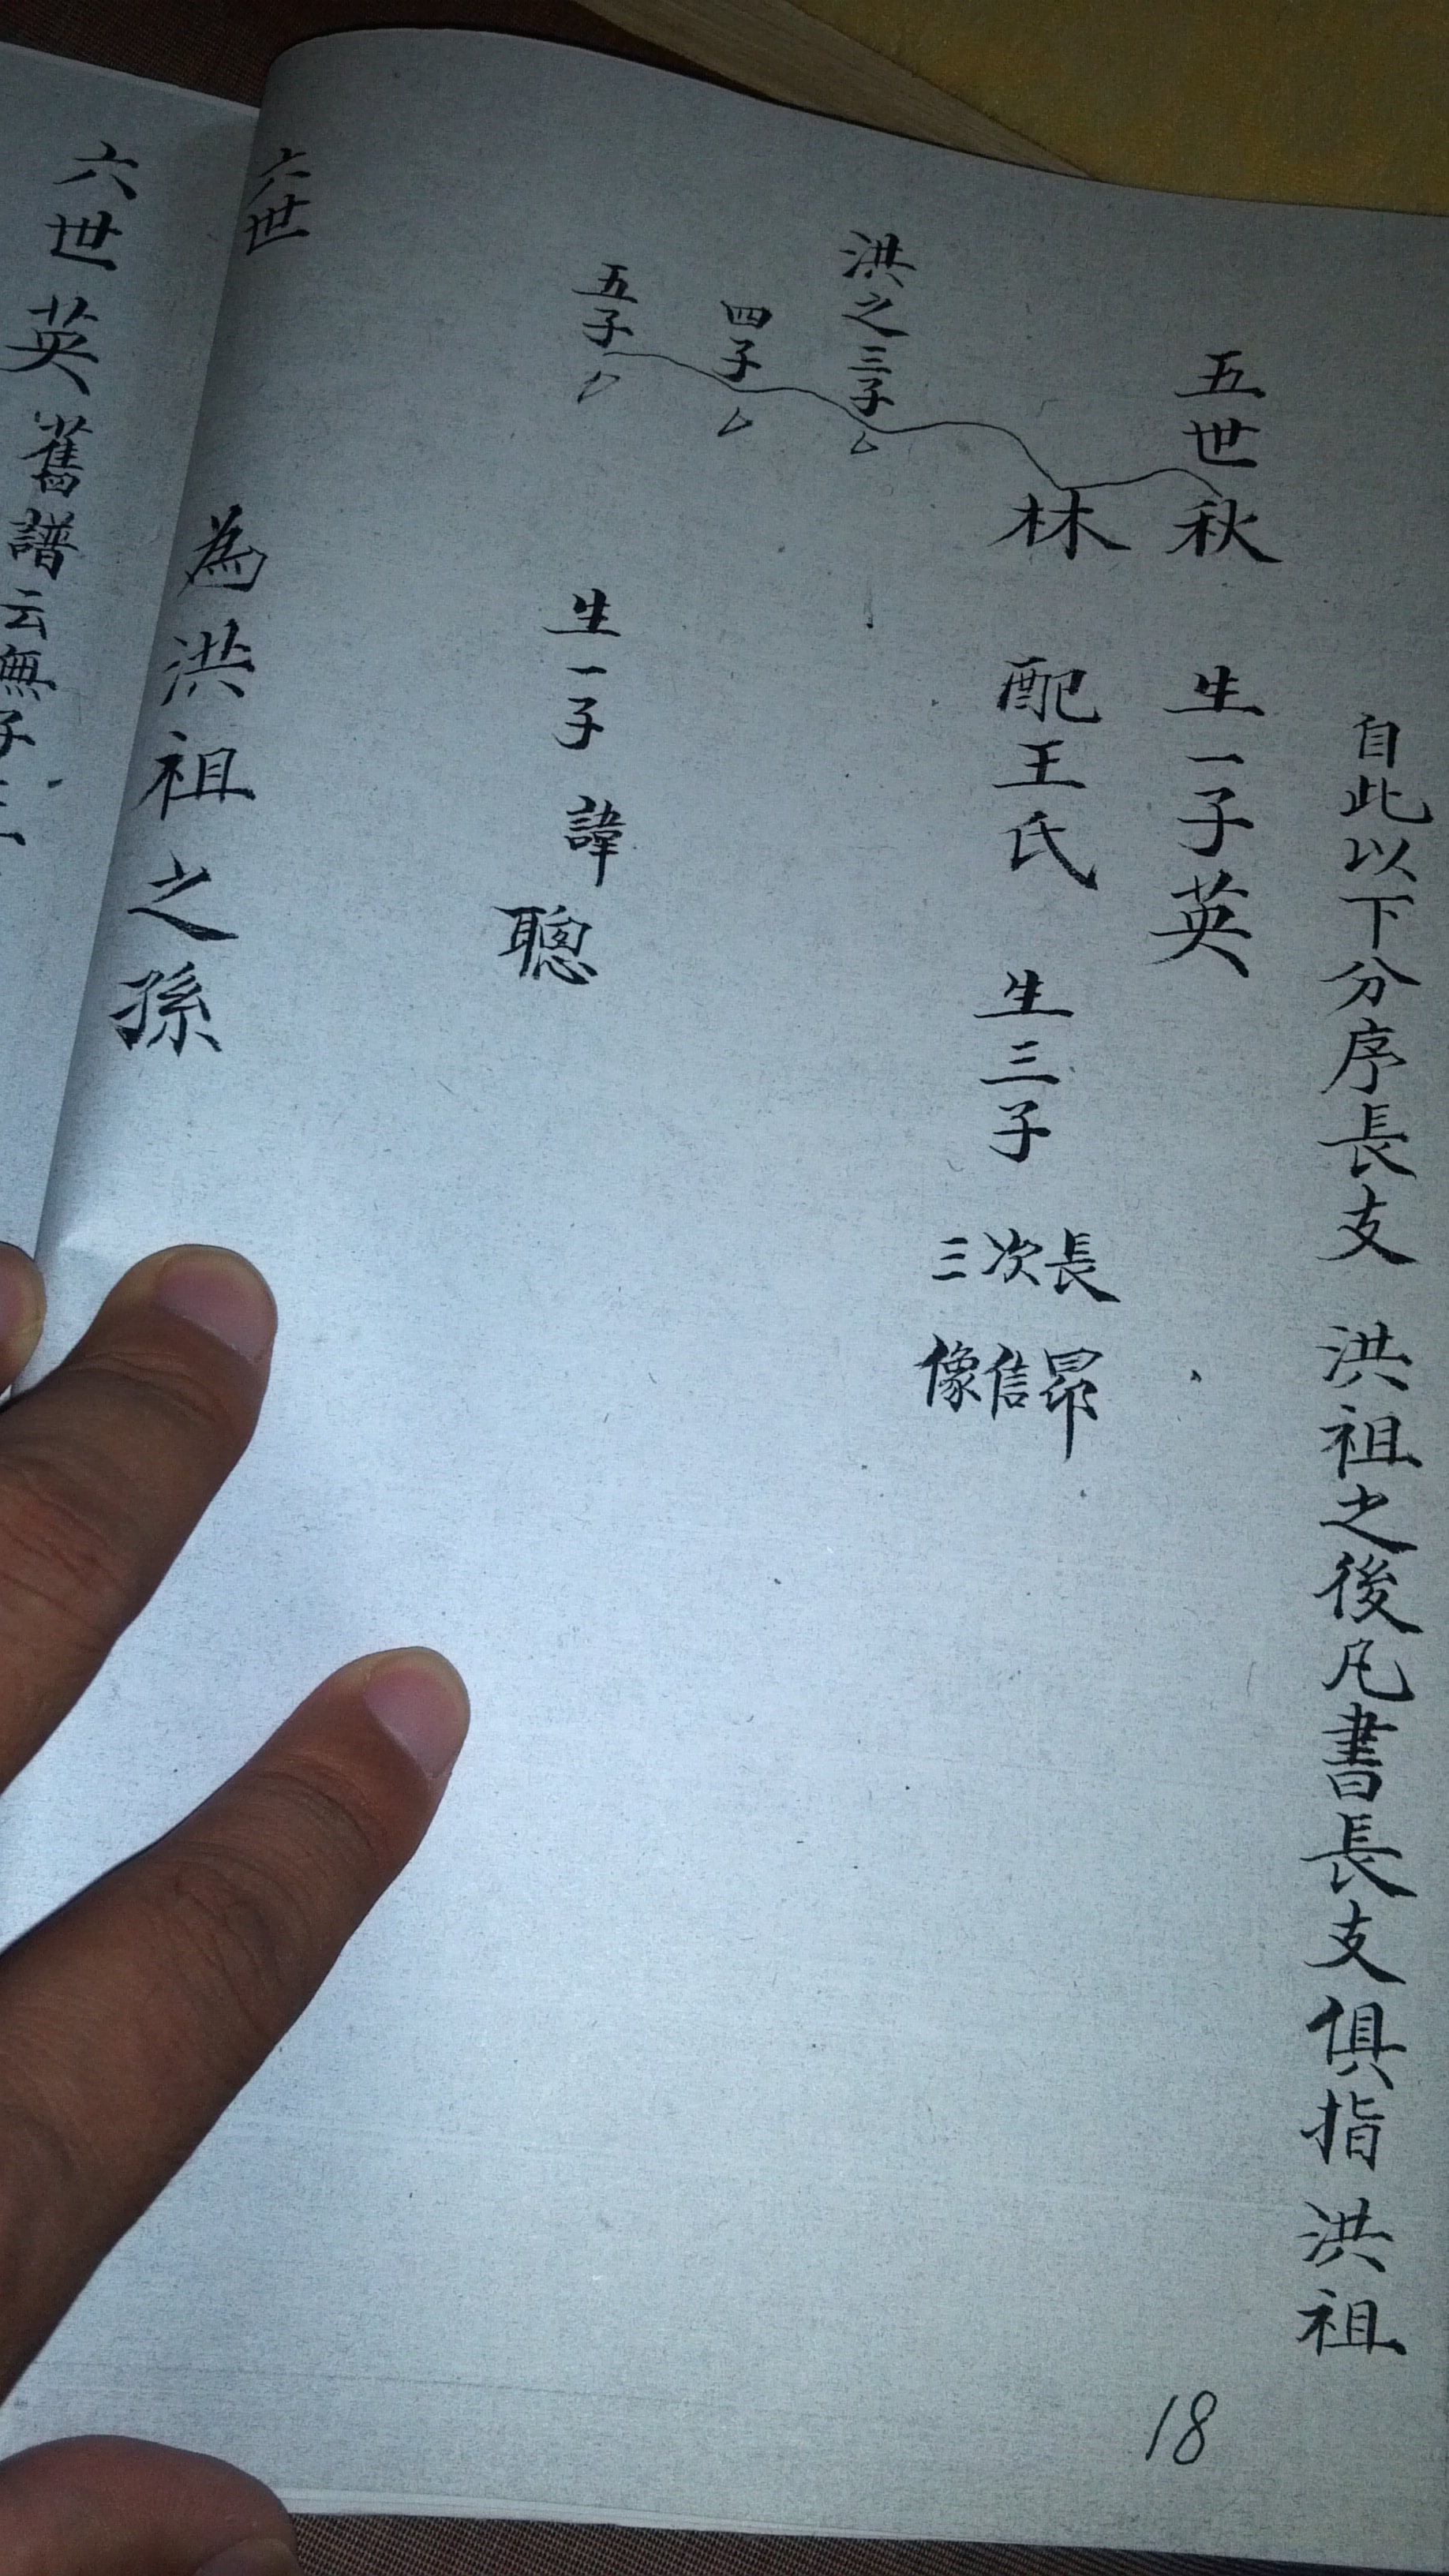 自此以下分序長支 洪祖之後凡書長支俱指 洪祖
五世秋 生一子英
林 配王氏 生三子 長昂 次信 三像
洪之三子
四子
五子 生一子 諱聰
六世 為洪祖之孫
18
六世英 舊譜云無子